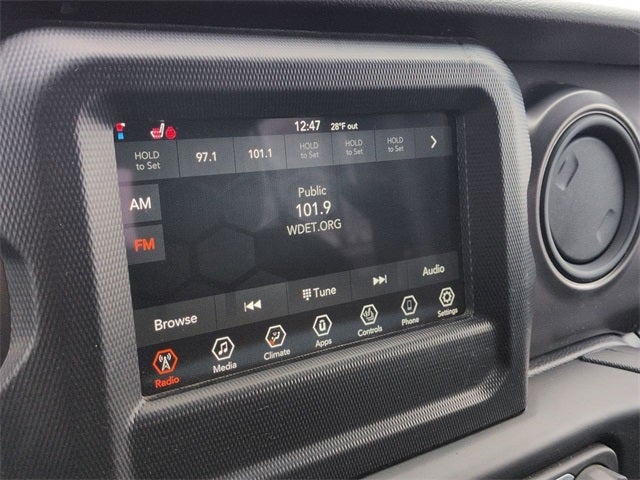 12:47 28°F out
HOLD to Set 97.1 101.1 HOLD to Set HOLD to Set HOLD to Set
AM
FM
Public
101.9
WDET.ORG
Browse Tune Audio
Radio Media Climate Apps Controls Phone Settings